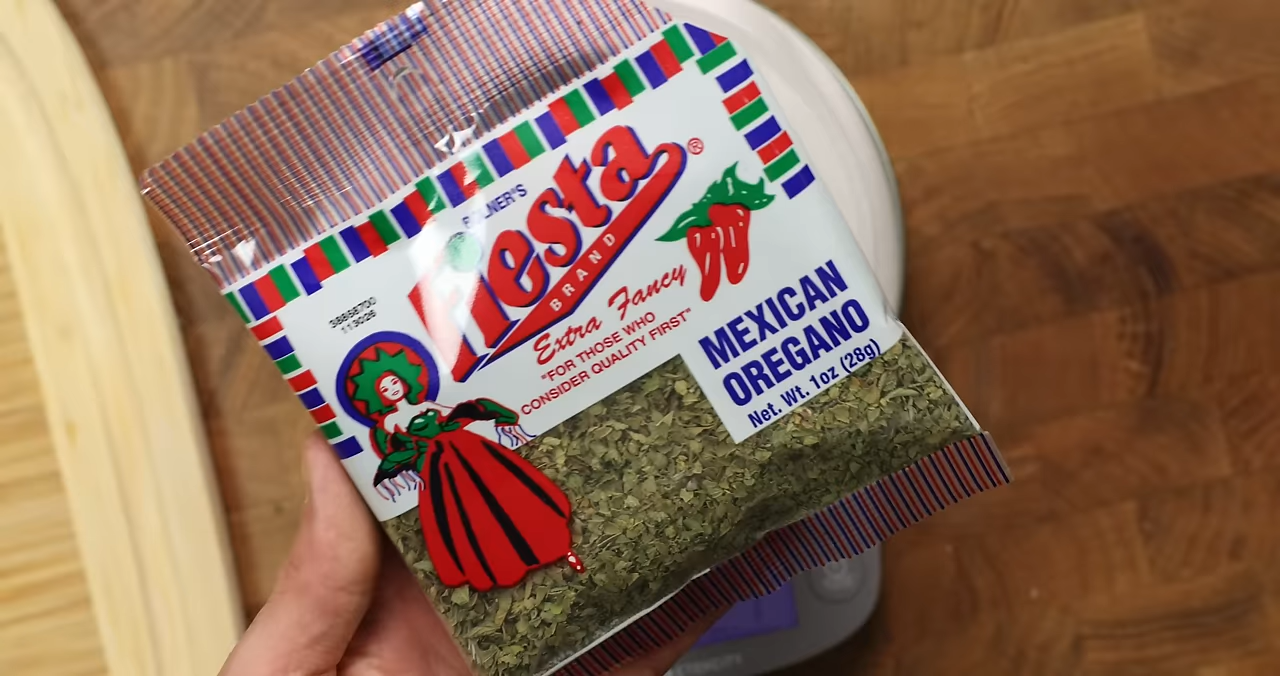 Fiesta®
BRAND
Extra Fancy
"FOR THOSE WHO
CONSIDER QUALITY FIRST"
MEXICAN
OREGANO
Net. Wt. 1oz (28g)